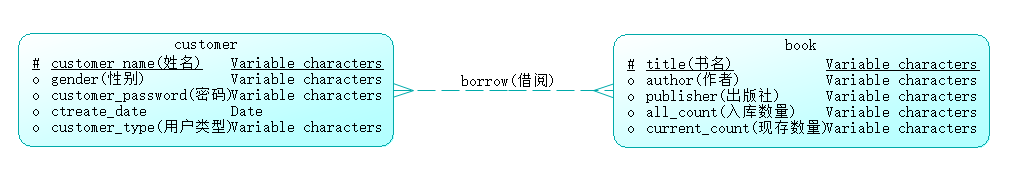 customer
# customer_name(姓名) Variable characters
o gender(性别) Variable characters
o customer_password(密码) Variable characters
o ctreate_date Date
o customer_type(用户类型) Variable characters
borrow(借阅)
book
# title(书名) Variable characters
o author(作者) Variable characters
o publisher(出版社) Variable characters
o all_count(入库数量) Variable characters
o current_count(现存数量) Variable characters